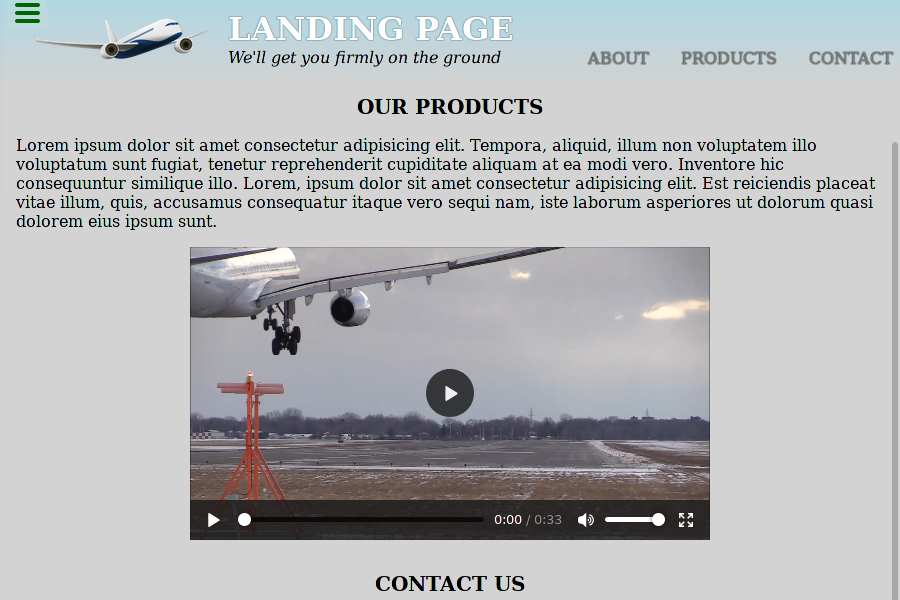 LANDING PAGE
We'll get you firmly on the ground
ABOUT PRODUCTS CONTACT
OUR PRODUCTS
Lorem ipsum dolor sit amet consectetur adipisicing elit. Tempora, aliquid, illum non voluptatem illo
voluptatum sunt fugiat, tenetur reprehenderit cupiditate aliquam at ea modi vero. Inventore hic
consequuntur similique illo. Lorem, ipsum dolor sit amet consectetur adipisicing elit. Est reiciendis placeat
vitae illum, quis, accusamus consequatur itaque vero sequi nam, iste laborum asperiores ut dolorum quasi
dolorem eius ipsum sunt.
0:00 / 0:33
CONTACT US